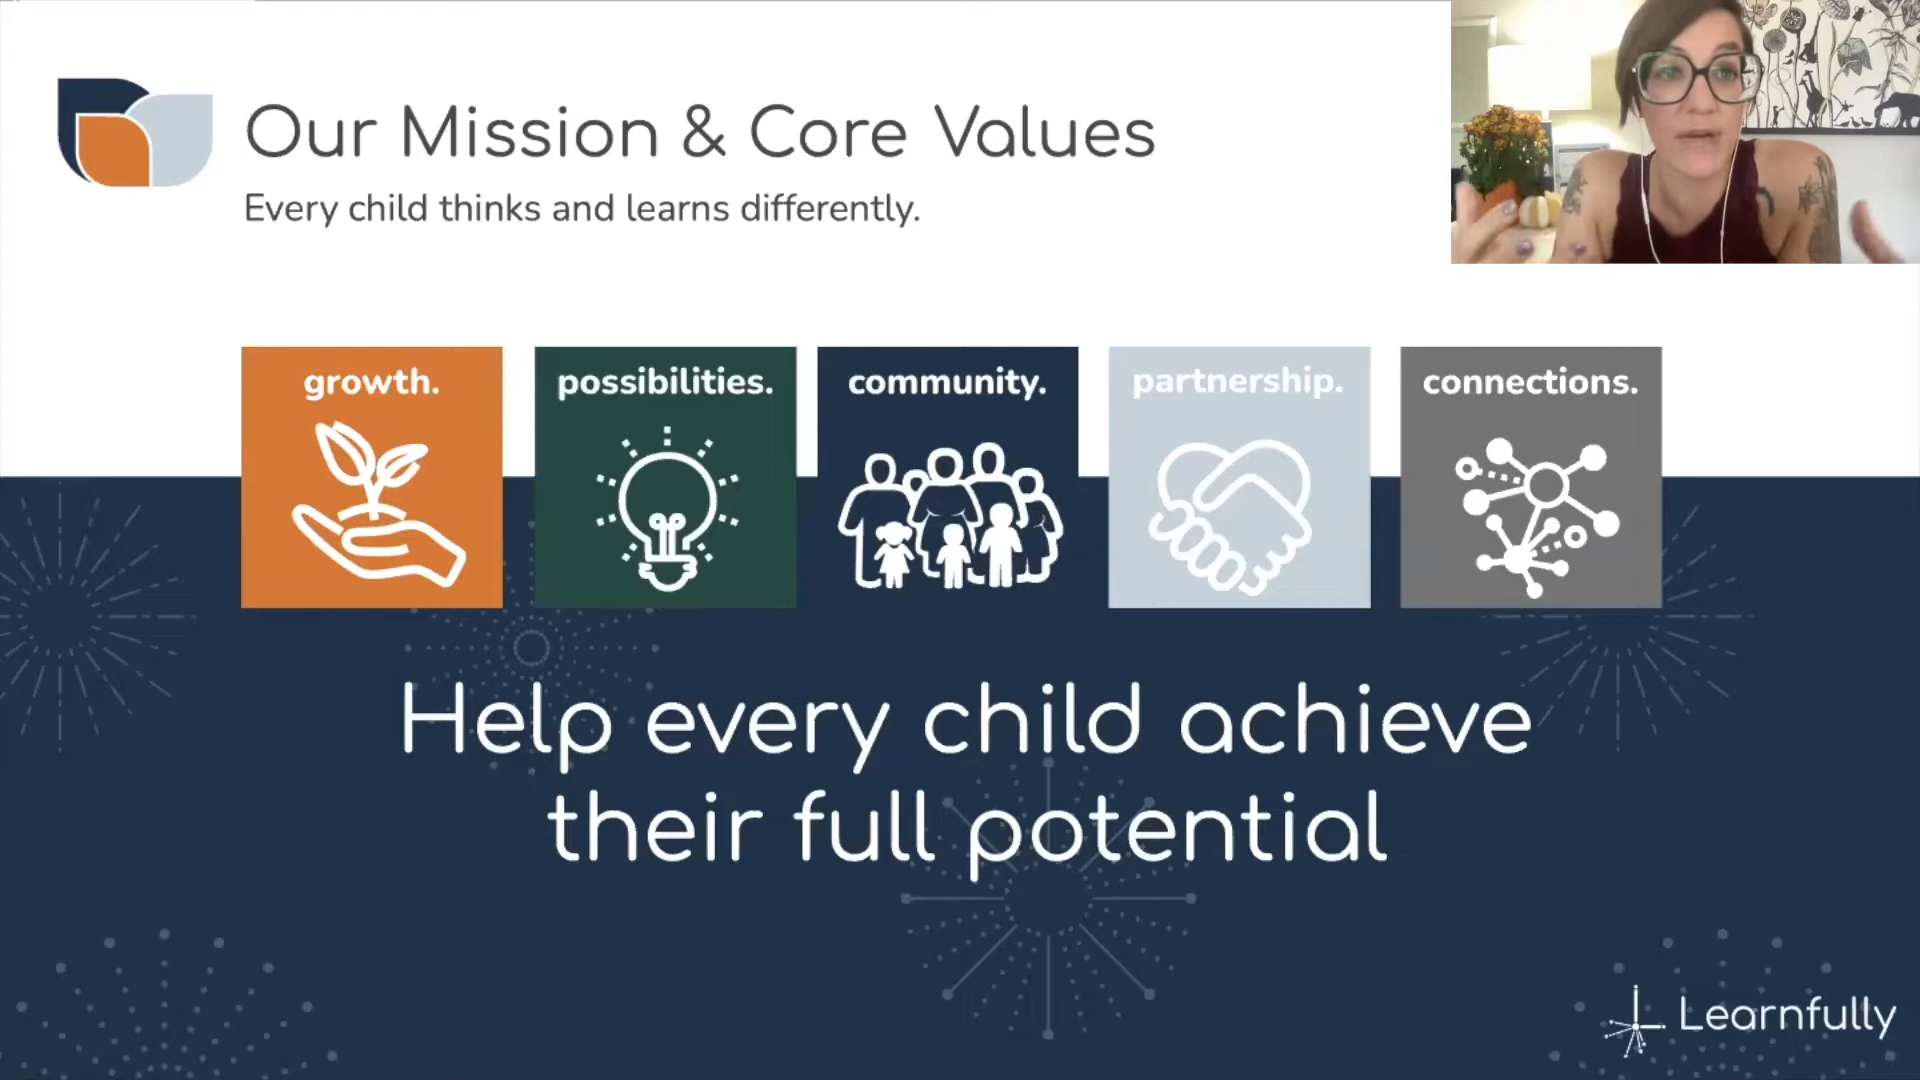 Our Mission & Core Values
Every child thinks and learns differently.
growth.
possibilities.
community.
partnership.
connections.
Help every child achieve
their full potential
Learnfully